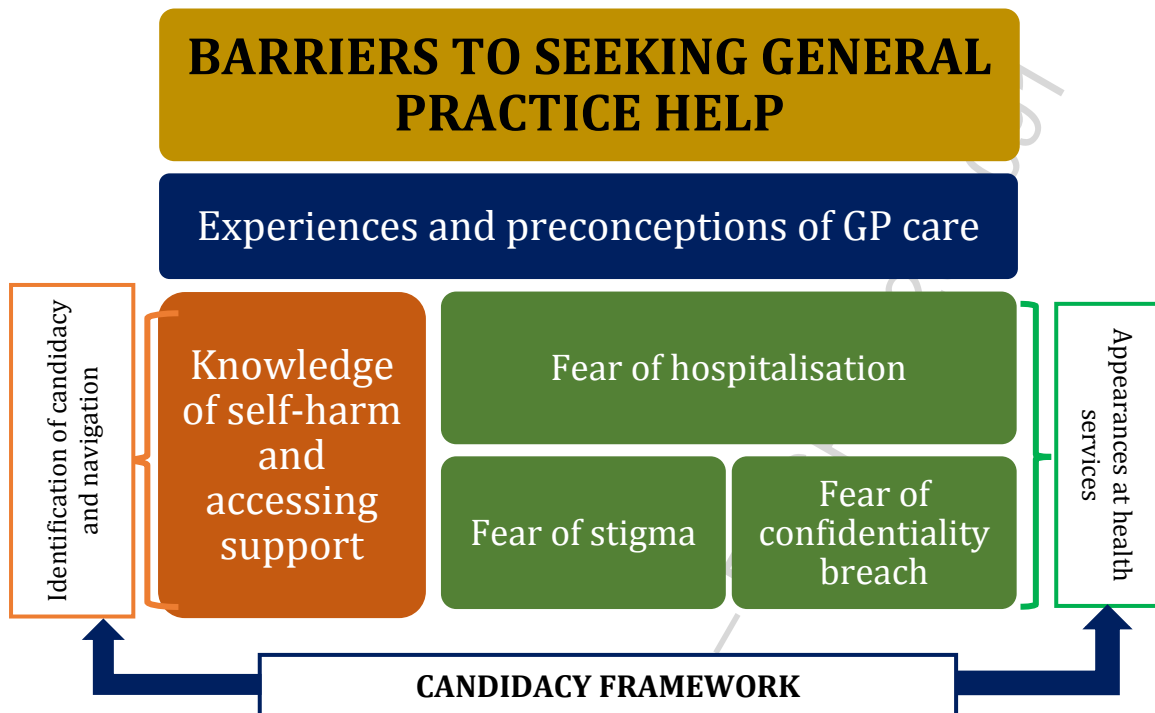 BARRIERS TO SEEKING GENERAL
PRACTICE HELP
Experiences and preconceptions of GP care
Identification of candidacy
and navigation
Knowledge
of self-harm
and
accessing
support
Fear of hospitalisation
Fear of stigma
Fear of
confidentiality
breach
Appearances at health
services
CANDIDACY FRAMEWORK